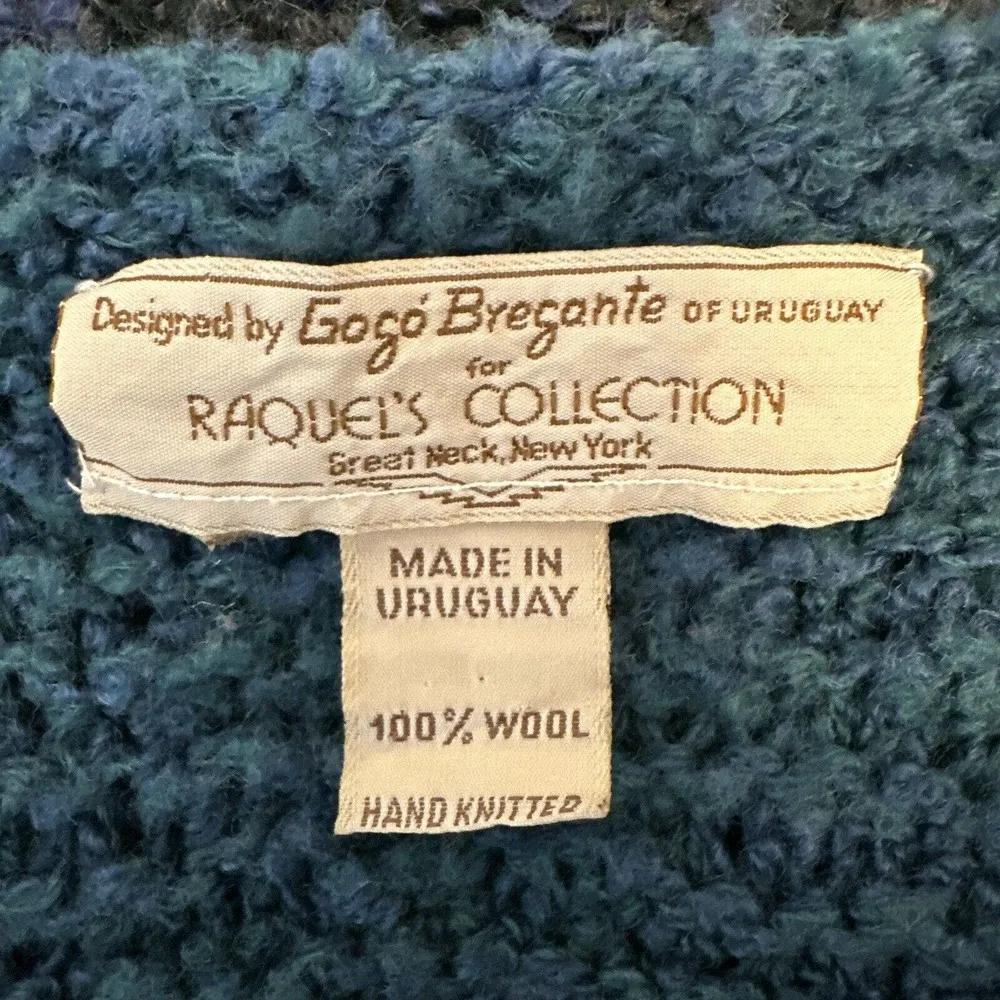 Designed by Gogó Bregante OF URUGUAY
for
RAQUEL'S COLLECTION
Great Neck, New York
MADE IN
URUGUAY
100% WOOL
HAND KNITTED